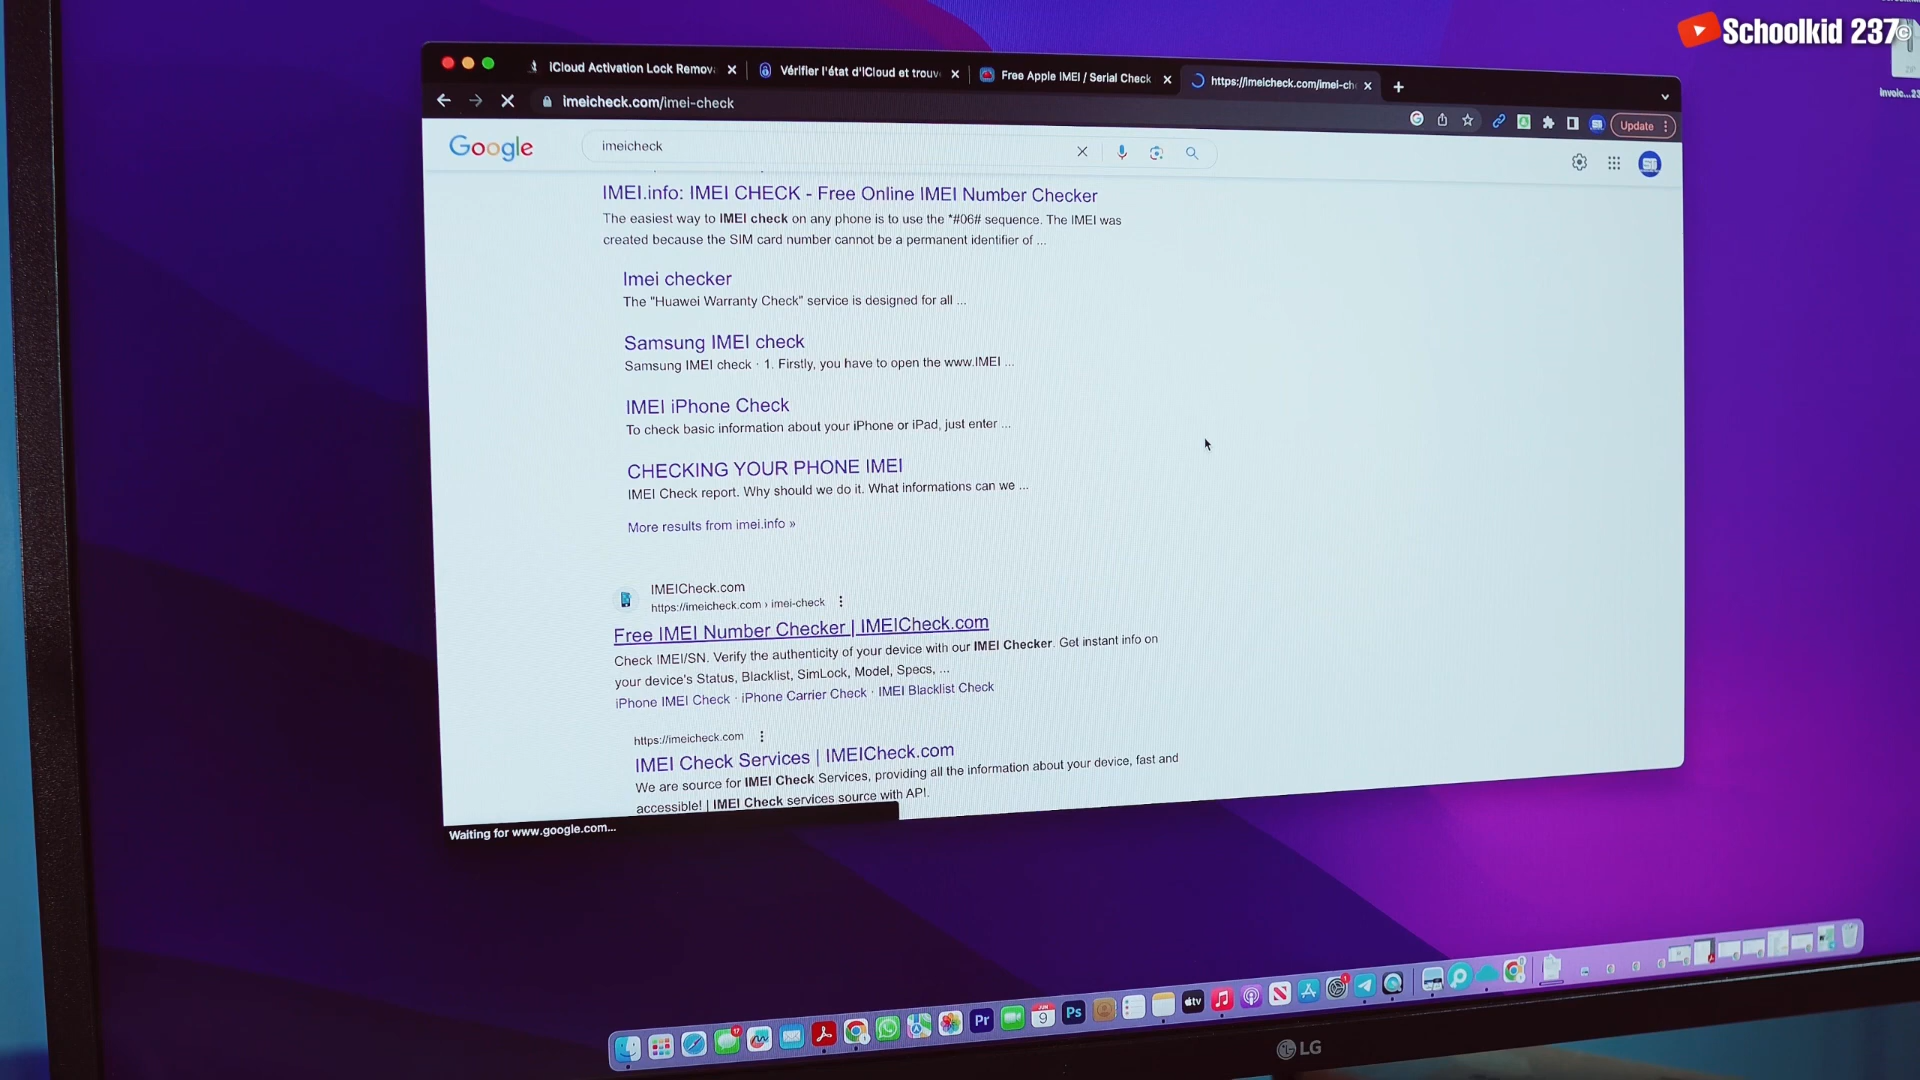 Schoolkid 237©
iCloud Activation Lock Remov
Vérifier l'état d'iCloud et trouv
Free Apple IMEI / Serial Check
https://imeicheck.com/imei-ch
imeicheck.com/imei-check
Update
Google
imeicheck
invoic...23
ZIP
IMEI.info: IMEI CHECK - Free Online IMEI Number Checker
The easiest way to IMEI check on any phone is to use the *#06# sequence. The IMEI was
created because the SIM card number cannot be a permanent identifier of ...
Imei checker
The "Huawei Warranty Check" service is designed for all ...
Samsung IMEI check
Samsung IMEI check · 1. Firstly, you have to open the www.IMEI ...
IMEI iPhone Check
To check basic information about your iPhone or iPad, just enter ...
CHECKING YOUR PHONE IMEI
IMEI Check report. Why should we do it. What informations can we ...
More results from imei.info »
IMEICheck.com
https://imeicheck.com › imei-check
Free IMEI Number Checker | IMEICheck.com
Check IMEI/SN. Verify the authenticity of your device with our IMEI Checker. Get instant info on
your device's Status, Blacklist, SimLock, Model, Specs, ...
iPhone IMEI Check · iPhone Carrier Check · IMEI Blacklist Check
https://imeicheck.com
IMEI Check Services | IMEICheck.com
We are source for IMEI Check Services, providing all the information about your device, fast and
accessible! | IMEI Check services source with API.
Waiting for www.google.com...
17
Pr
JUN
9
Ps
tv
1
LG